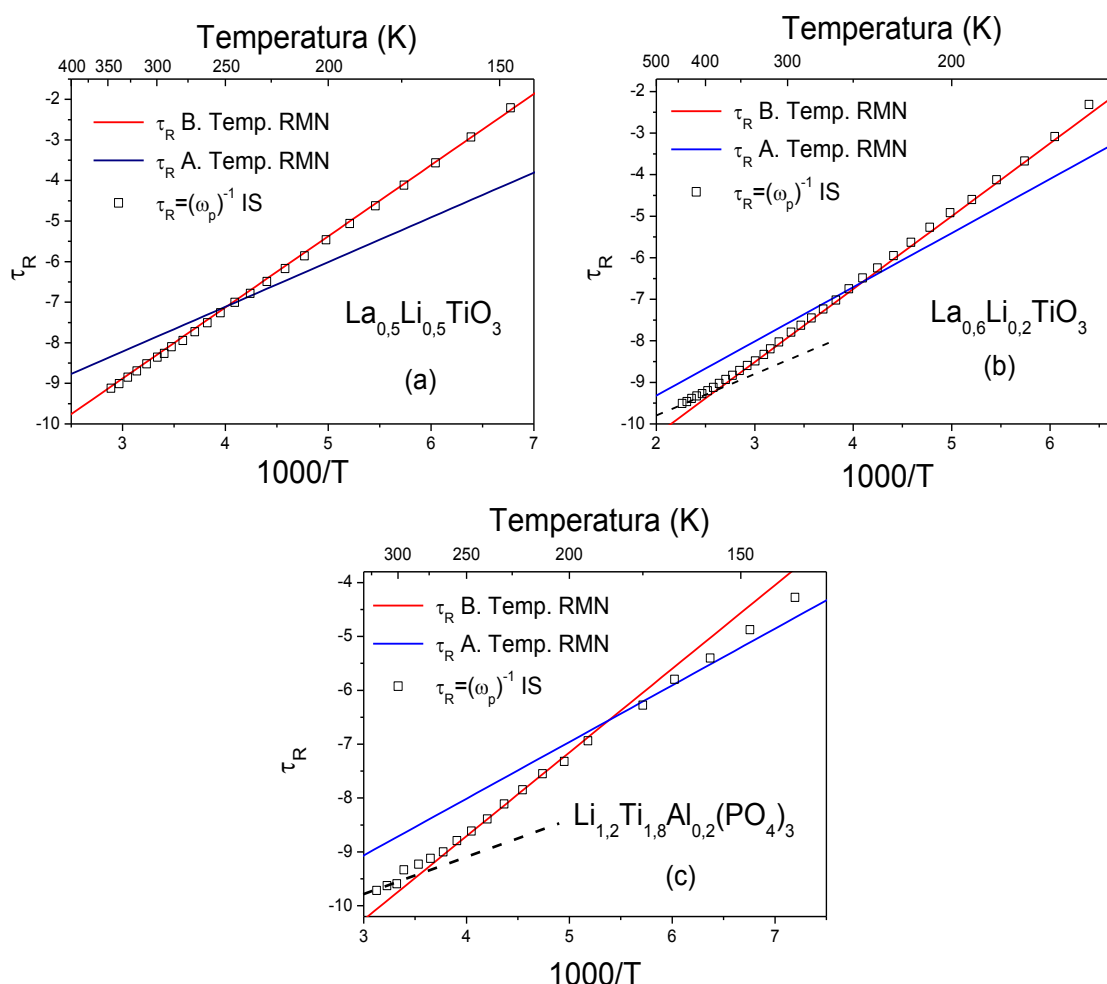 Temperatura (K)
400 350 300 250 200 150
-2
-3
-4
-5
-6
-7
-8
-9
-10
τR
τR B. Temp. RMN
τR A. Temp. RMN
τR=(ωp)-1 IS
La0,5Li0,5TiO3
(a)
3 4 5 6 7
1000/T
Temperatura (K)
500 400 300 200
-2
-3
-4
-5
-6
-7
-8
-9
-10
τR
τR B. Temp. RMN
τR A. Temp. RMN
τR=(ωp)-1 IS
La0,6Li0,2TiO3
(b)
2 3 4 5 6
1000/T
Temperatura (K)
300 250 200 150
-4
-5
-6
-7
-8
-9
-10
τR
τR B. Temp. RMN
τR A. Temp. RMN
τR=(ωp)-1 IS
Li1,2Ti1,8Al0,2(PO4)3
(c)
3 4 5 6 7
1000/T